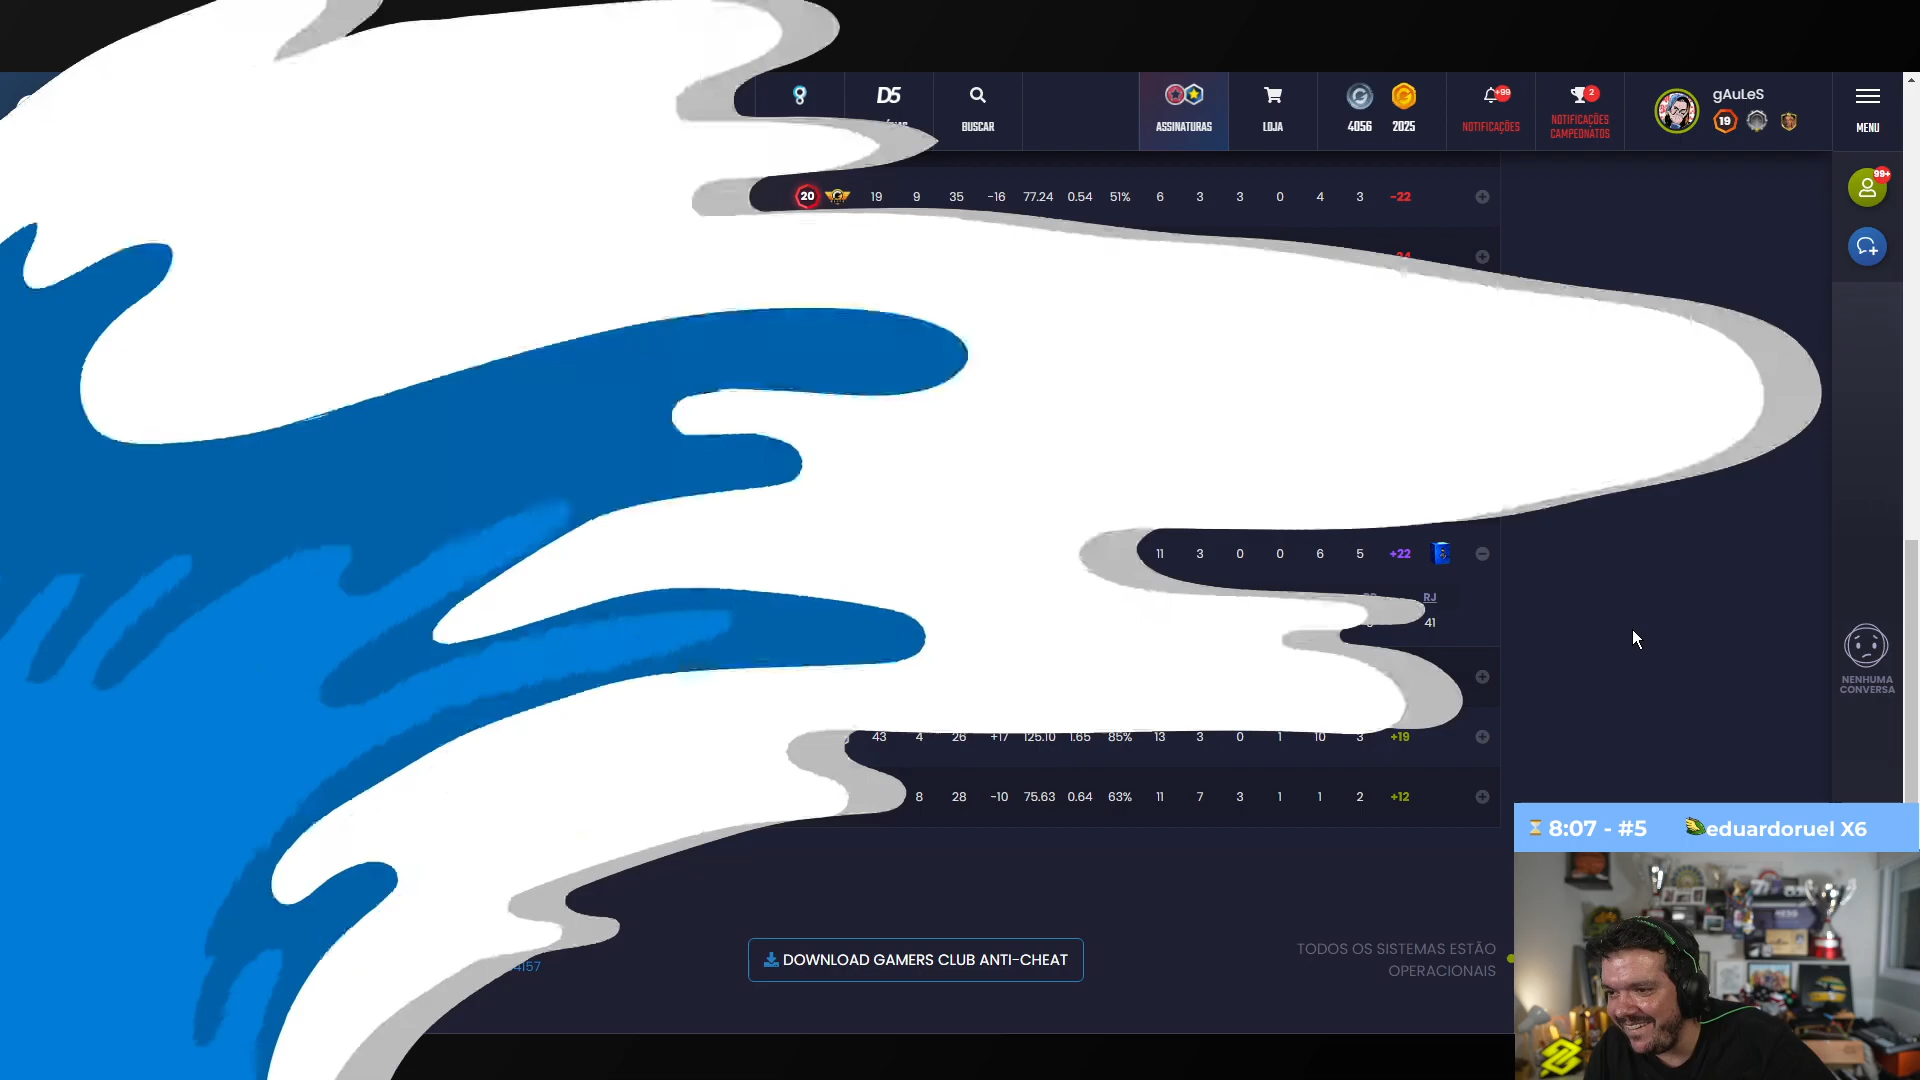 D5
BUSCAR
ASSINATURAS
LOJA
4056
2025
+99
NOTIFICAÇÕES
2
NOTIFICAÇÕES
CAMPEONATOS
gAuLeS
19
MENU
99+
20 19 9 35 -16 77.24 0.54 51% 6 3 3 0 4 3 -22
11 3 0 0 6 5 +22
RJ
41
NENHUMA
CONVERSA
43 4 26 +17 125.10 1.65 85% 13 3 0 1 10 3 +19
8 28 -10 75.63 0.64 63% 11 7 3 1 1 2 +12
8:07 - #5 eduardoruel X6
DOWNLOAD GAMERS CLUB ANTI-CHEAT
TODOS OS SISTEMAS ESTÃO
OPERACIONAIS